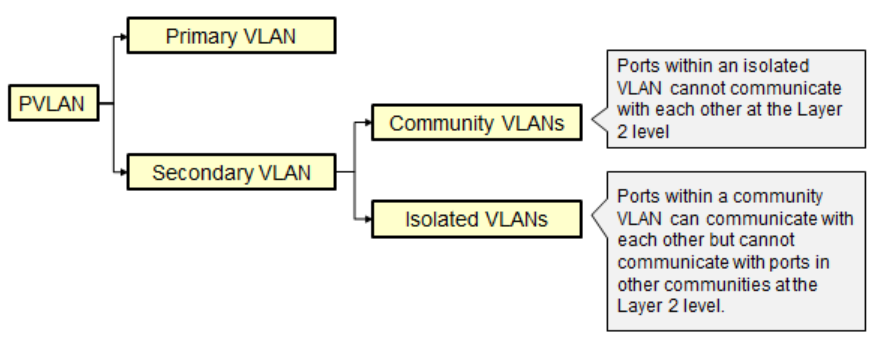 Primary VLAN
PVLAN
Secondary VLAN
Community VLANs
Isolated VLANs
Ports within an isolated
VLAN cannot communicate
with each other at the Layer
2 level
Ports within a community
VLAN can communicate with
each other but cannot
communicate with ports in
other communities at the
Layer 2 level.